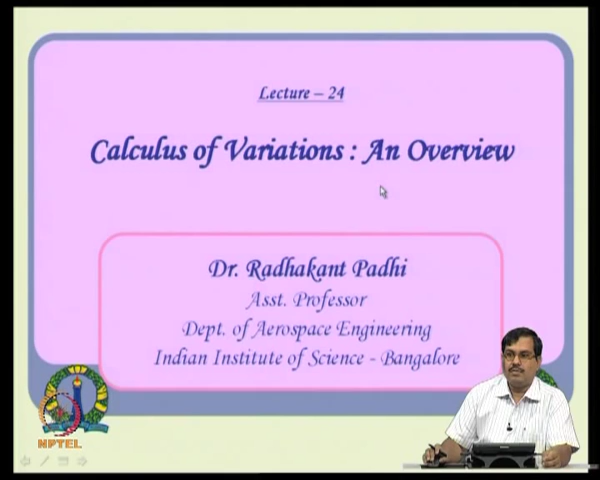 Lecture – 24
Calculus of Variations : An Overview
Dr. Radhakant Padhi
Asst. Professor
Dept. of Aerospace Engineering
Indian Institute of Science - Bangalore
NPTEL